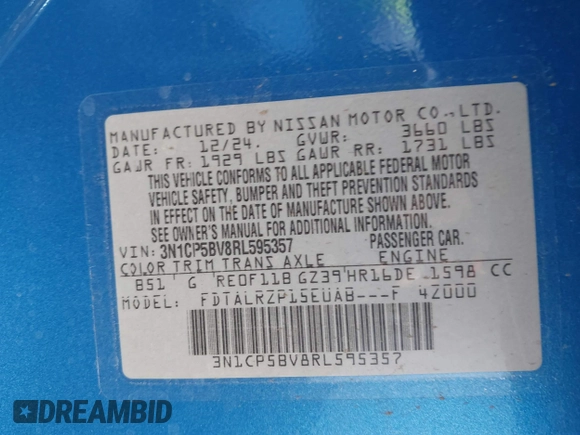 MANUFACTURED BY NISSAN MOTOR CO.,LTD.
DATE: 12/24. GVWR: 3660 LBS
GAWR FR: 1929 LBS GAWR RR: 1731 LBS
THIS VEHICLE CONFORMS TO ALL APPLICABLE FEDERAL MOTOR
VEHICLE SAFETY, BUMPER AND THEFT PREVENTION STANDARDS
IN EFFECT ON THE DATE OF MANUFACTURE SHOWN ABOVE.
SEE OWNER'S MANUAL FOR ADDITIONAL INFORMATION.
VIN: 3N1CP5BV8RL595357 PASSENGER CAR.
COLOR TRIM TRANS AXLE ENGINE
B51 G RE0F11B GZ39 HR16DE 1598 CC
MODEL: FDTALRZP15EUAB---F 4Z000
3N1CP5BV8RL595357
DREAMBID